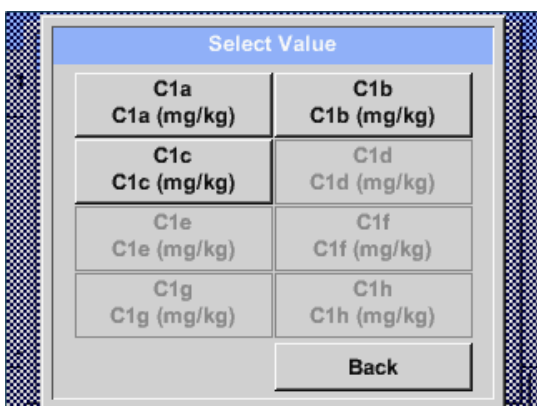 Select Value
C1a
C1a (mg/kg)
C1b
C1b (mg/kg)
C1c
C1c (mg/kg)
C1d
C1d (mg/kg)
C1e
C1e (mg/kg)
C1f
C1f (mg/kg)
C1g
C1g (mg/kg)
C1h
C1h (mg/kg)
Back